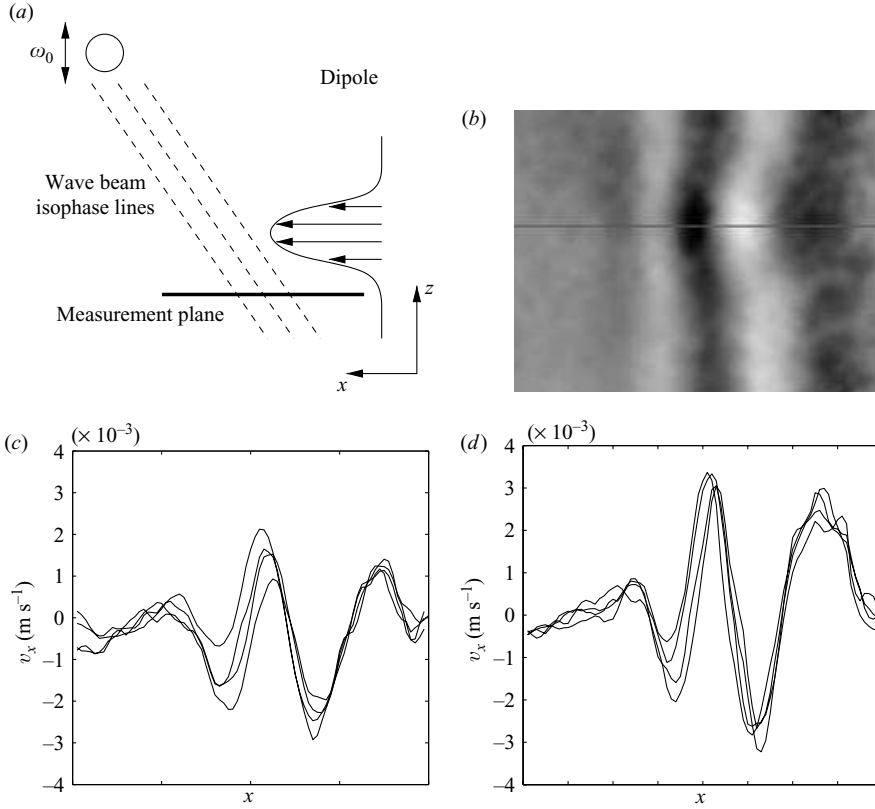 (a)
ω0
Dipole
Wave beam
isophase lines
Measurement plane
z
x
(b)
(c)
(× 10–3)
4
3
2
1
0
–1
–2
–3
–4
vx (m s–1)
x
(d)
(× 10–3)
4
3
2
1
0
–1
–2
–3
–4
vx (m s–1)
x